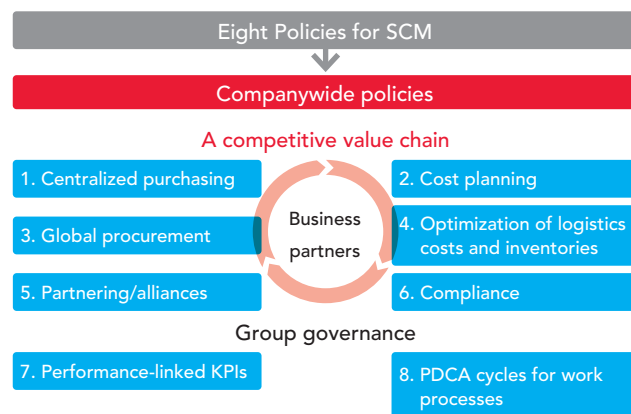 Eight Policies for SCM
Companywide policies
A competitive value chain
1. Centralized purchasing
2. Cost planning
Business
partners
3. Global procurement
4. Optimization of logistics
costs and inventories
5. Partnering/alliances
6. Compliance
Group governance
7. Performance-linked KPIs
8. PDCA cycles for work
processes